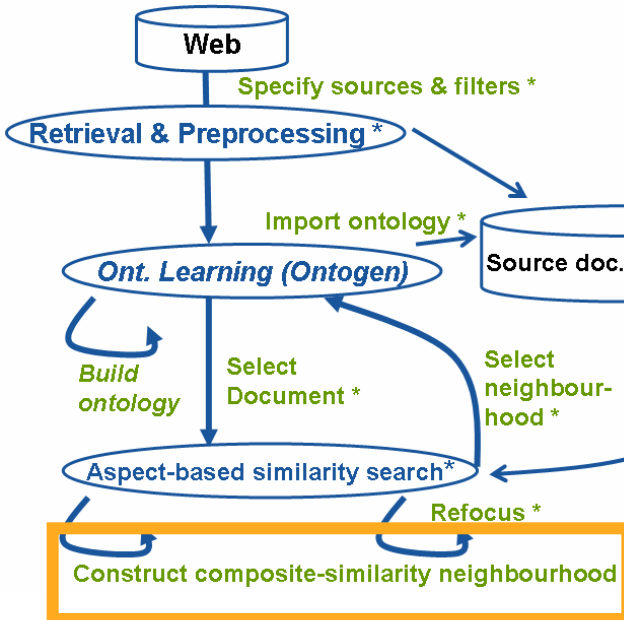 Web
Specify sources & filters *
Retrieval & Preprocessing *
Import ontology *
Source doc.
Ont. Learning (Ontogen)
Build
ontology
Select
Document *
Select
neighbour-
hood *
Aspect-based similarity search*
Refocus *
Construct composite-similarity neighbourhood